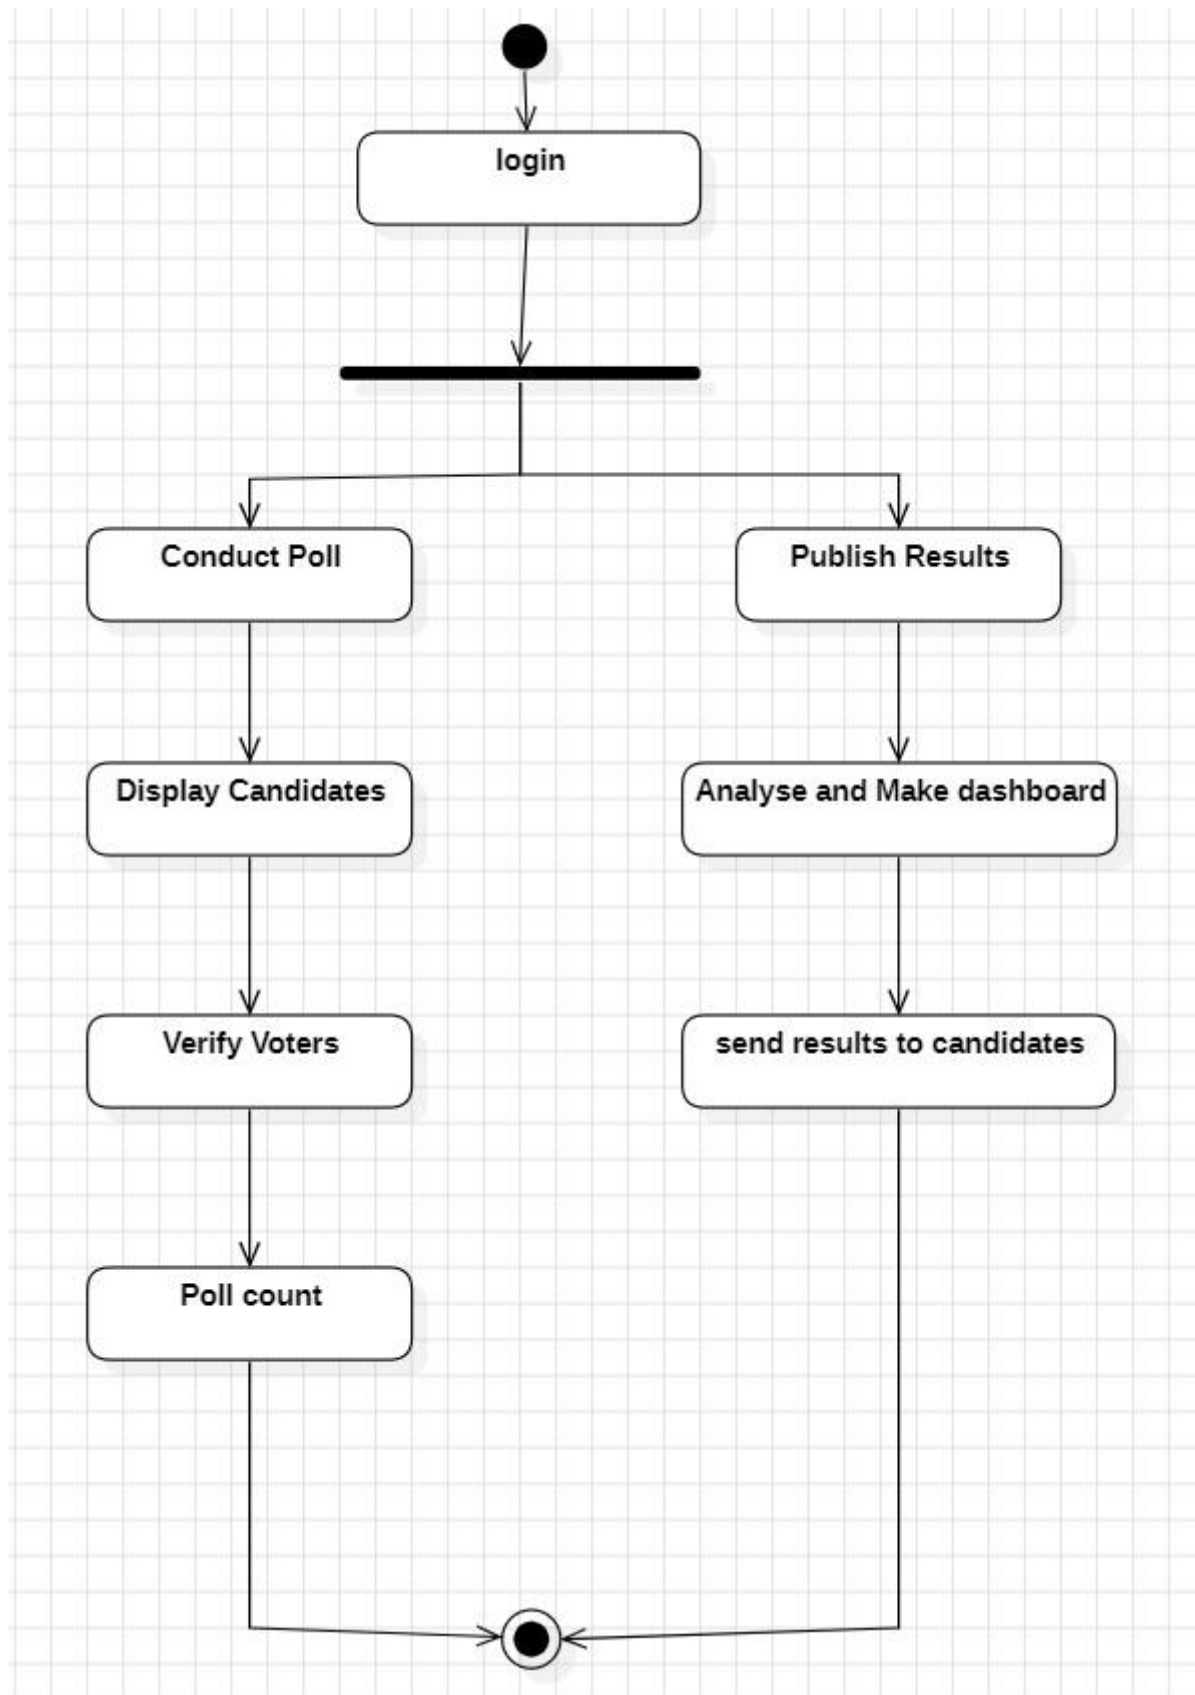 login
Conduct Poll
Publish Results
Display Candidates
Analyse and Make dashboard
Verify Voters
send results to candidates
Poll count